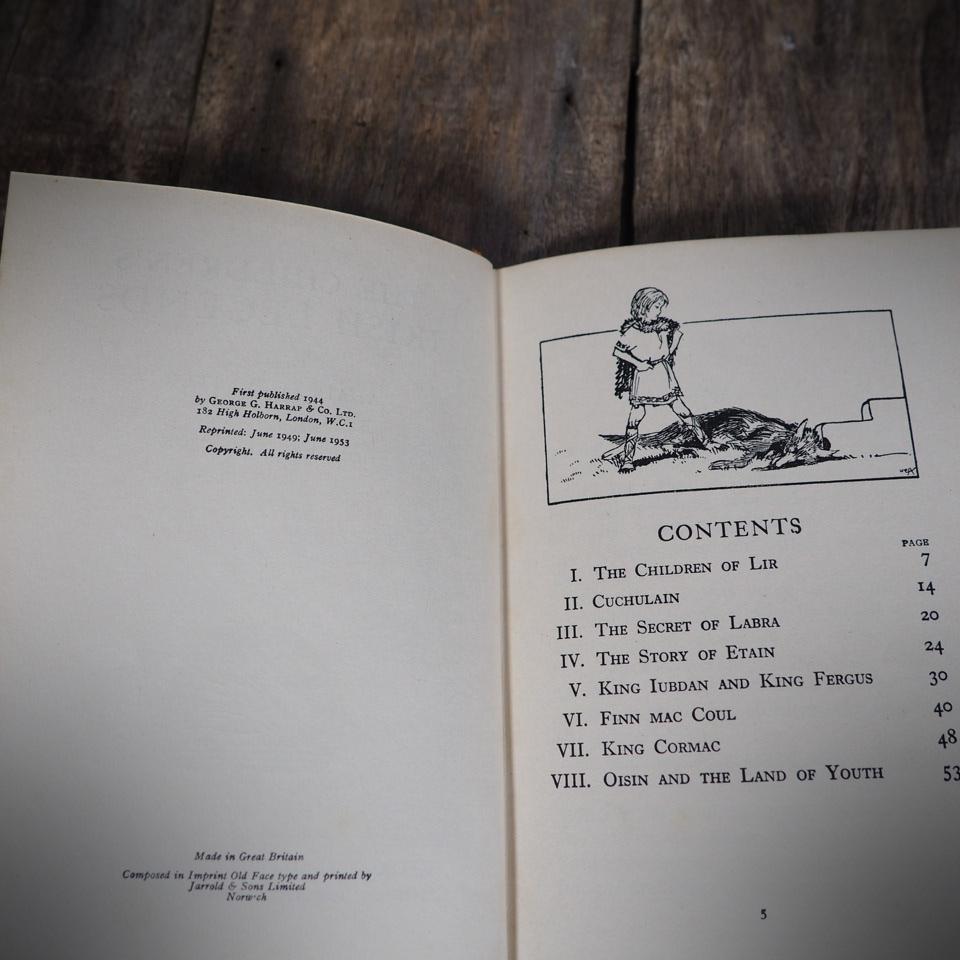 First published 1944
by George G. Harrap & Co. Ltd.
182 High Holborn, London, W.C.1
Reprinted: June 1949; June 1953
Copyright. All rights reserved
Made in Great Britain
Composed in Imprint Old Face type and printed by
Jarrold & Sons Limited
Norwich
CONTENTS
PAGE
I. The Children of Lir 7
II. Cuchulain 14
III. The Secret of Labra 20
IV. The Story of Etain 24
V. King Iubdan and King Fergus 30
VI. Finn mac Coul 40
VII. King Cormac 48
VIII. Oisin and the Land of Youth 53
5